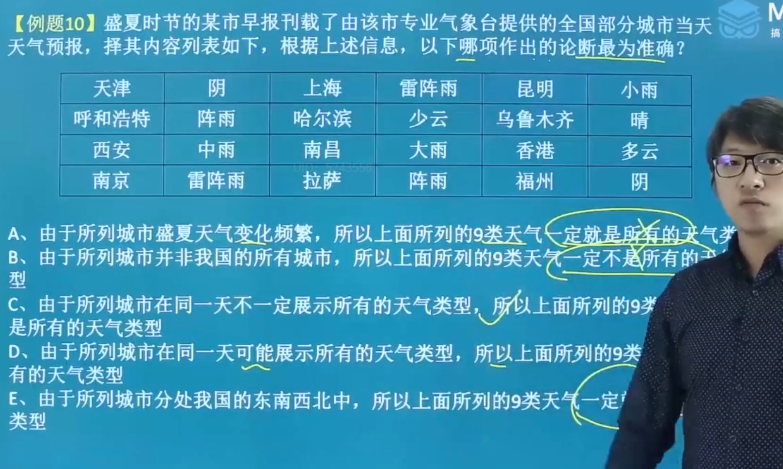 【例题10】盛夏时节的某市早报刊载了由该市专业气象台提供的全国部分城市当天
天气预报，择其内容列表如下，根据上述信息，以下哪项作出的论断最为准确？
天津 阴 上海 雷阵雨 昆明 小雨
呼和浩特 阵雨 哈尔滨 少云 乌鲁木齐 晴
西安 中雨 南昌 大雨 香港 多云
南京 雷阵雨 拉萨 阵雨 福州 阴
A、由于所列城市盛夏天气变化频繁，所以上面所列的9类天气一定就是所有的天气类
B、由于所列城市并非我国的所有城市，所以上面所列的9类天气一定不是所有的天
型
C、由于所列城市在同一天不一定展示所有的天气类型，所以上面所列的9类
是所有的天气类型
D、由于所列城市在同一天可能展示所有的天气类型，所以上面所列的9类
有的天气类型
E、由于所列城市分处我国的东南西北中，所以上面所列的9类天气一定
类型